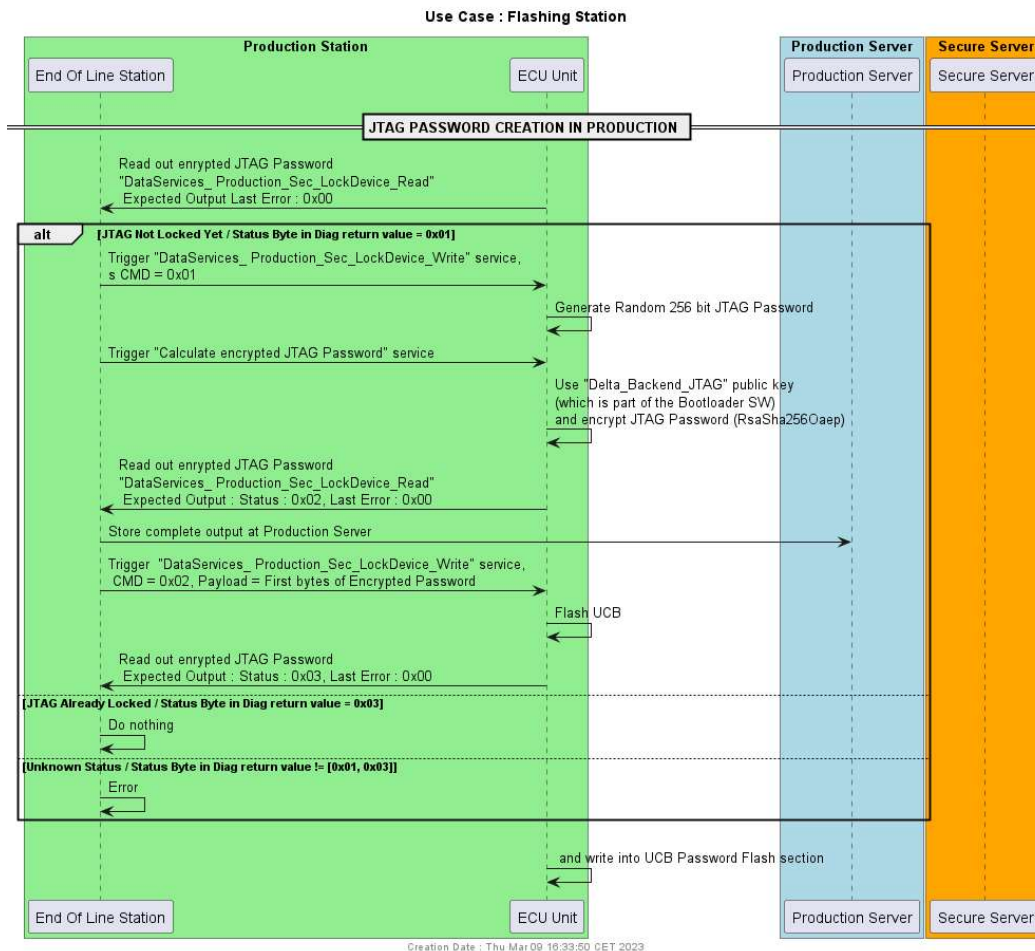 Use Case : Flashing Station
Production Station
Production Server
Secure Server
End Of Line Station
ECU Unit
Production Server
Secure Server
JTAG PASSWORD CREATION IN PRODUCTION
Read out enrypted JTAG Password
"DataServices_ Production_Sec_LockDevice_Read"
Expected Output Last Error : 0x00
alt
[JTAG Not Locked Yet / Status Byte in Diag return value = 0x01]
Trigger "DataServices_ Production_Sec_LockDevice_Write" service,
s CMD = 0x01
Generate Random 256 bit JTAG Password
Trigger "Calculate encrypted JTAG Password" service
Use "Delta_Backend_JTAG" public key
(which is part of the Bootloader SW)
and encrypt JTAG Password (RsaSha256Oaep)
Read out enrypted JTAG Password
"DataServices_ Production_Sec_LockDevice_Read"
Expected Output : Status : 0x02, Last Error : 0x00
Store complete output at Production Server
Trigger "DataServices_ Production_Sec_LockDevice_Write" service,
CMD = 0x02, Payload = First bytes of Encrypted Password
Flash UCB
Read out enrypted JTAG Password
Expected Output : Status : 0x03, Last Error : 0x00
[JTAG Already Locked / Status Byte in Diag return value = 0x03]
Do nothing
[Unknown Status / Status Byte in Diag return value != [0x01, 0x03]]
Error
and write into UCB Password Flash section
End Of Line Station
ECU Unit
Production Server
Secure Server
Creation Date : Thu Mar 09 16:33:50 CET 2023